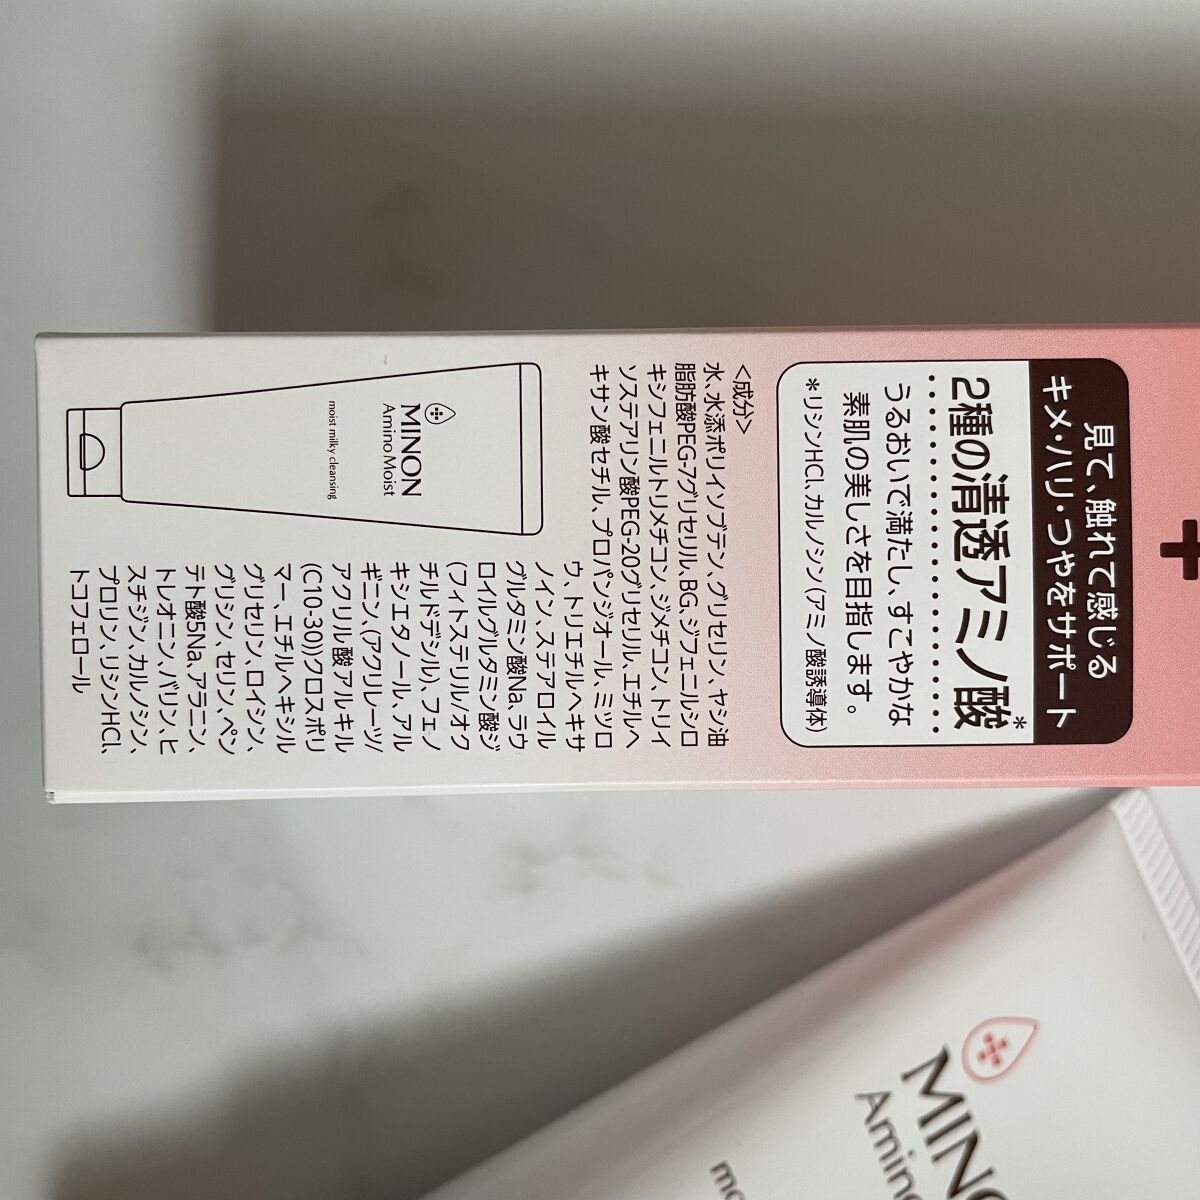 見て、触れて感じる
キメ・ハリ・つやをサポート
2種の清透アミノ酸*
うるおいで満たし、すこやかな
素肌の美しさを目指します。
*リシンHCl、カルノシン(アミノ酸誘導体)
<成分>
水、水添ポリイソブテン、グリセリン、ヤシ油
脂肪酸PEG-7グリセリル、BG、ジフェニルシロ
キシフェニルトリメチコン、ジメチコン、トリイ
ソステアリン酸PEG-20グリセリル、エチルヘ
キサン酸セチル、プロパンジオール、ミツロ
ウ、トリエチルヘキサ
ノイン、ステアロイル
グルタミン酸Na、ラウ
ロイルグルタミン酸ジ
(フィトステリル/オク
チルドデシル)、フェノ
キシエタノール、アル
ギニン、(アクリレーツ/
アクリル酸アルキル
(C10-30))クロスポリ
マー、エチルヘキシル
グリセリン、ロイシン、
グリシン、セリン、ペン
テト酸5Na、アラニン、
トレオニン、バリン、ヒ
スチジン、カルノシン、
プロリン、リシンHCl、
トコフェロール
MINON
Amino Moist
moist milky cleansing
+